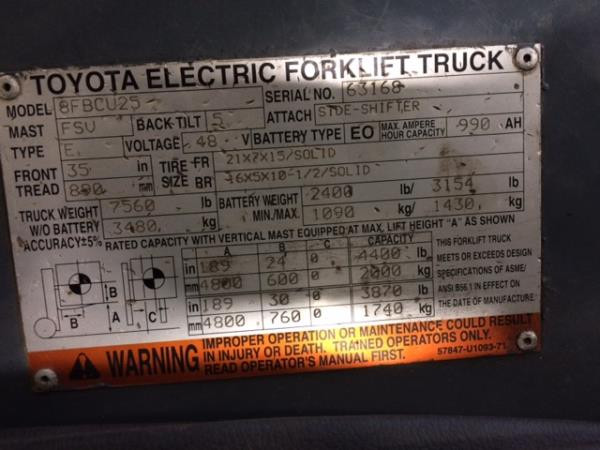 TOYOTA ELECTRIC FORKLIFT TRUCK
MODEL 8FBCU25 SERIAL NO. 63168
MAST FSV BACK TILT 5 ATTACH SIDE-SHIFTER
TYPE E VOLTAGE 48 V BATTERY TYPE EO MAX. AMPERE HOUR CAPACITY 990 AH
FRONT TREAD 35 in TIRE SIZE FR 21X7X15/SOLID
mm BR 16X5X10-1/2/SOLID
TRUCK WEIGHT 7560 lb BATTERY WEIGHT 2400 lb/ 3154 lb
W/O BATTERY 3480 kg MIN./MAX. 1090 kg/ 1430 kg
ACCURACY±5% RATED CAPACITY WITH VERTICAL MAST EQUIPPED AT MAX. LIFT HEIGHT "A" AS SHOWN
A B C CAPACITY THIS FORKLIFT TRUCK
in 189 24 0 4400 lb MEETS OR EXCEEDS DESIGN
mm 4800 600 0 2000 kg SPECIFICATIONS OF ASME/
in 189 30 0 3870 lb ANSI B56.1 IN EFFECT ON
mm 4800 760 0 1740 kg THE DATE OF MANUFACTURE
B A B C
WARNING IMPROPER OPERATION OR MAINTENANCE COULD RESULT
IN INJURY OR DEATH. TRAINED OPERATORS ONLY.
READ OPERATOR'S MANUAL FIRST. 57847-U1093-71